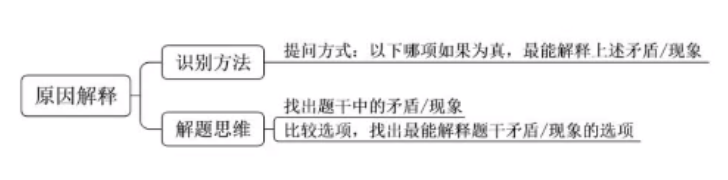 原因解释
识别方法
提问方式：以下哪项如果为真，最能解释上述矛盾/现象
解题思维
找出题干中的矛盾/现象
比较选项，找出最能解释题干矛盾/现象的选项